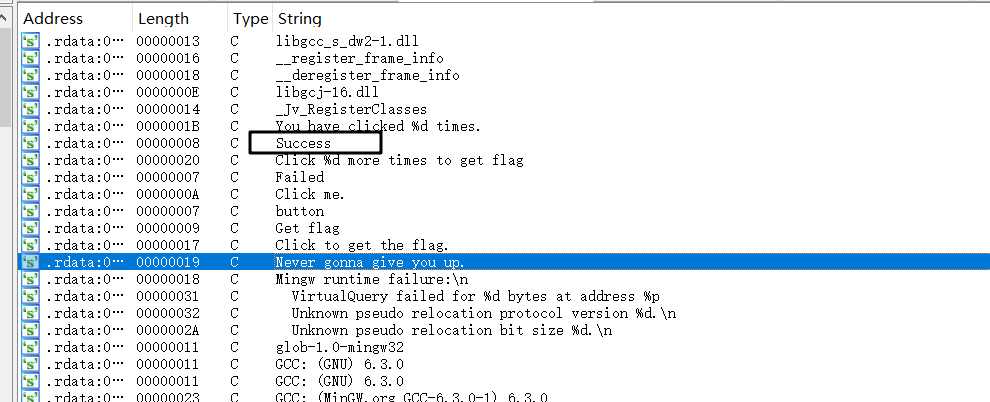 Address Length Type String
's' .rdata:0… 00000013 C libgcc_s_dw2-1.dll
's' .rdata:0… 00000016 C __register_frame_info
's' .rdata:0… 00000018 C __deregister_frame_info
's' .rdata:0… 0000000E C libgcj-16.dll
's' .rdata:0… 00000014 C _Jv_RegisterClasses
's' .rdata:0… 0000001B C You have clicked %d times.
's' .rdata:0… 00000008 C Success
's' .rdata:0… 00000020 C Click %d more times to get flag
's' .rdata:0… 00000007 C Failed
's' .rdata:0… 0000000A C Click me.
's' .rdata:0… 00000007 C button
's' .rdata:0… 00000009 C Get flag
's' .rdata:0… 00000017 C Click to get the flag.
's' .rdata:0… 00000019 C Never gonna give you up.
's' .rdata:0… 00000018 C Mingw runtime failure:\n
's' .rdata:0… 00000031 C VirtualQuery failed for %d bytes at address %p
's' .rdata:0… 00000032 C Unknown pseudo relocation protocol version %d.\n
's' .rdata:0… 0000002A C Unknown pseudo relocation bit size %d.\n
's' .rdata:0… 00000011 C glob-1.0-mingw32
's' .rdata:0… 00000011 C GCC: (GNU) 6.3.0
's' .rdata:0… 00000011 C GCC: (GNU) 6.3.0
's' .rdata:0… 00000023 C GCC: (MinGW.org GCC-6.3.0-1) 6.3.0